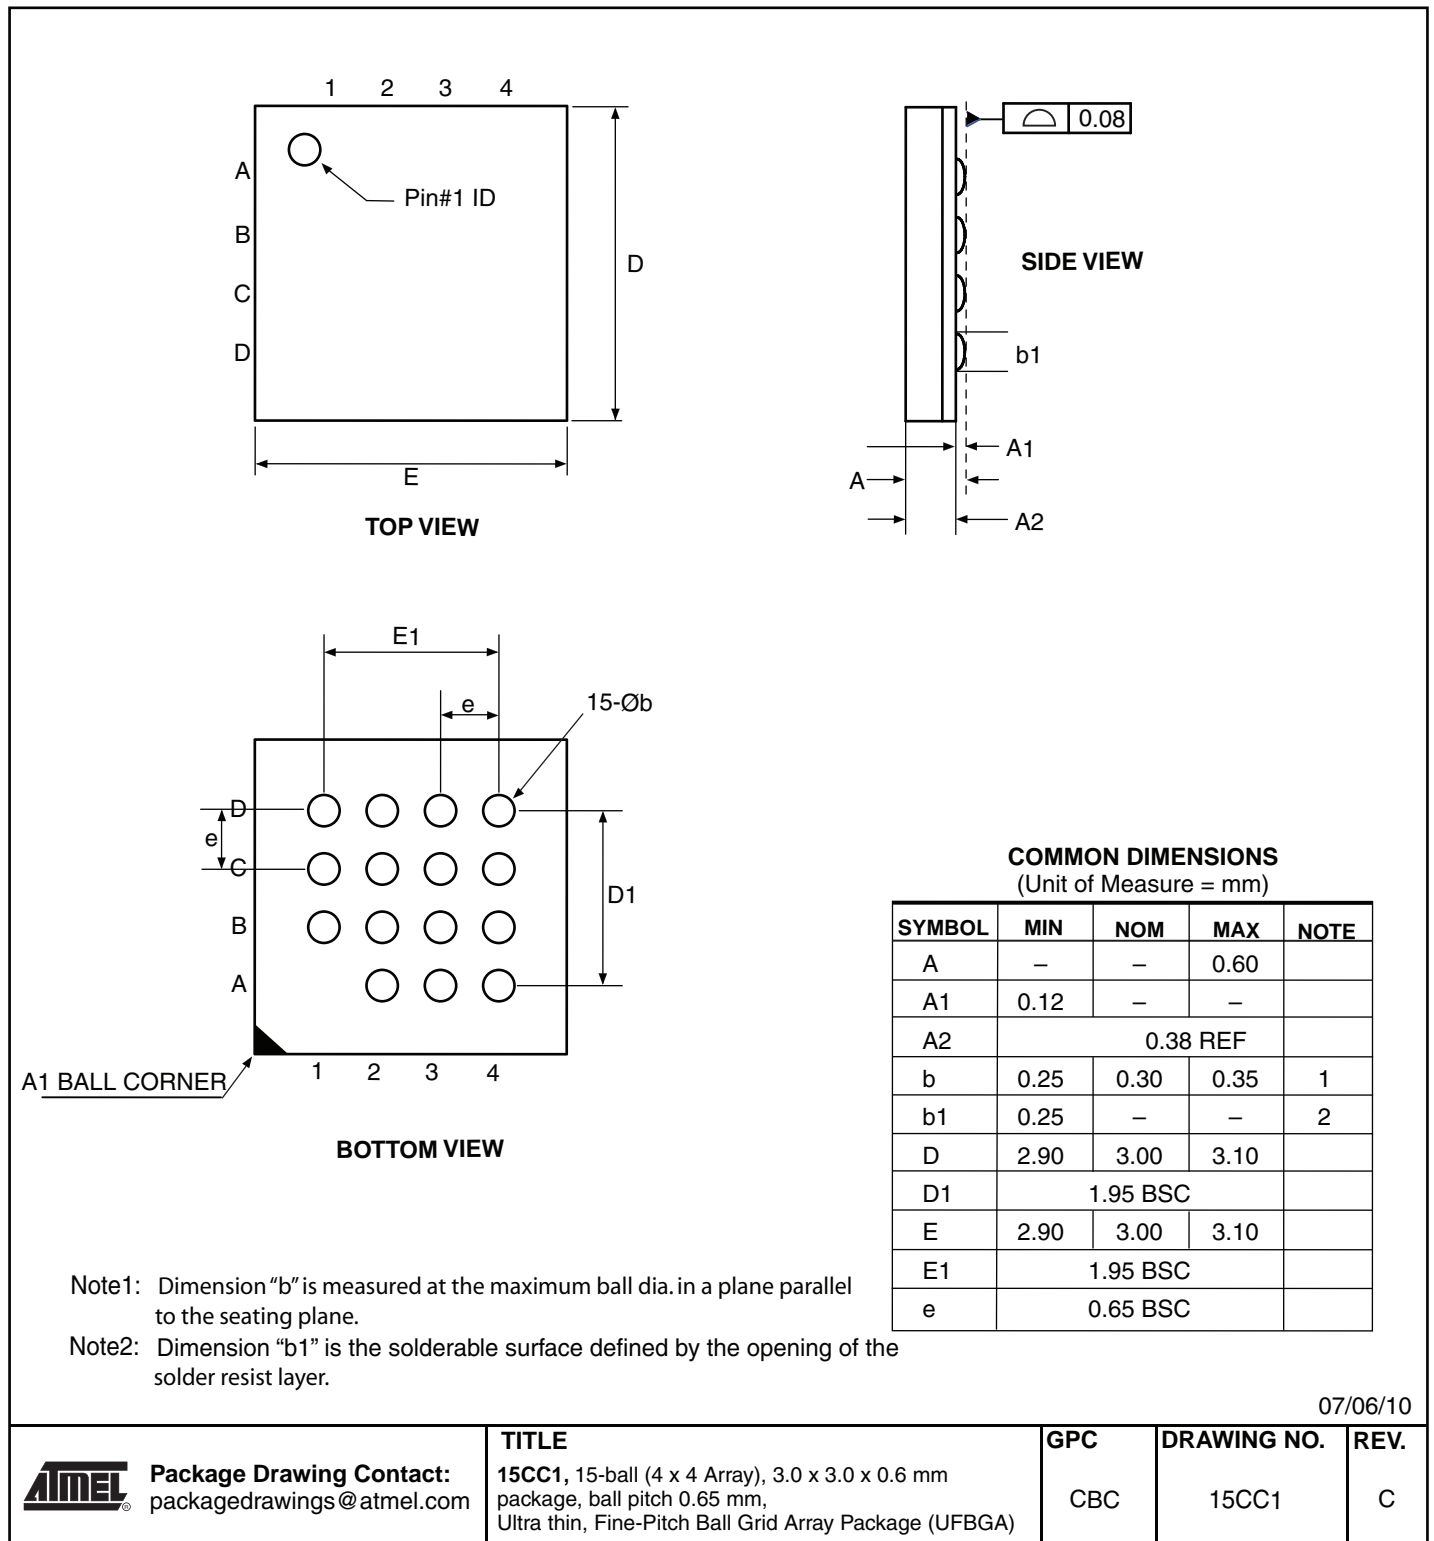 1 2 3 4
A
Pin#1 ID
B
C
D
D
E
TOP VIEW
0.08
SIDE VIEW
b1
A1
A
A2
E1
e
15-Øb
D
e
C
D1
B
A
A1 BALL CORNER
1 2 3 4
BOTTOM VIEW
COMMON DIMENSIONS
(Unit of Measure = mm)
SYMBOL MIN NOM MAX NOTE
A – – 0.60
A1 0.12 – –
A2 0.38 REF
b 0.25 0.30 0.35 1
b1 0.25 – – 2
D 2.90 3.00 3.10
D1 1.95 BSC
E 2.90 3.00 3.10
E1 1.95 BSC
e 0.65 BSC
Note1: Dimension “b” is measured at the maximum ball dia. in a plane parallel
to the seating plane.
Note2: Dimension “b1” is the solderable surface defined by the opening of the
solder resist layer.
07/06/10
ATMEL ®
Package Drawing Contact:
packagedrawings@atmel.com
TITLE
15CC1, 15-ball (4 x 4 Array), 3.0 x 3.0 x 0.6 mm
package, ball pitch 0.65 mm,
Ultra thin, Fine-Pitch Ball Grid Array Package (UFBGA)
GPC
CBC
DRAWING NO.
15CC1
REV.
C